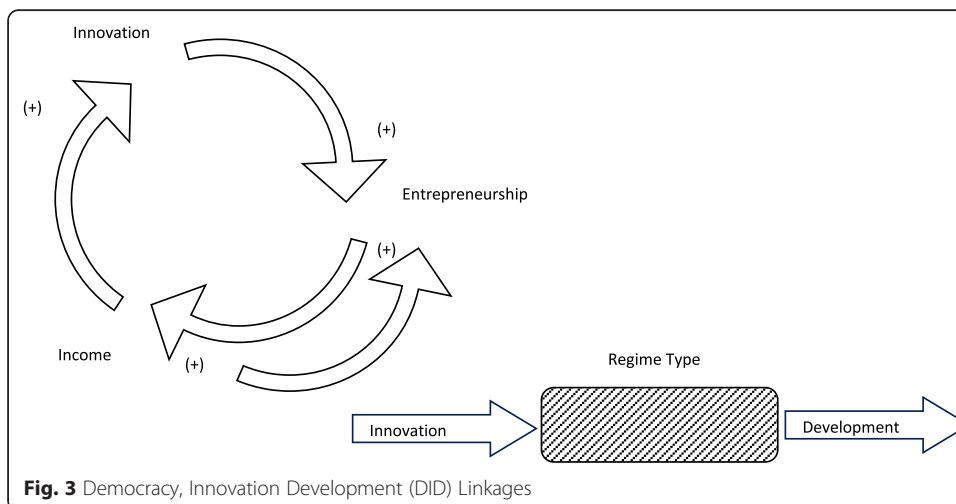 Innovation
(+)
(+)
Entrepreneurship
(+)
Income
(+)
Regime Type
Innovation
Development
Fig. 3 Democracy, Innovation Development (DID) Linkages